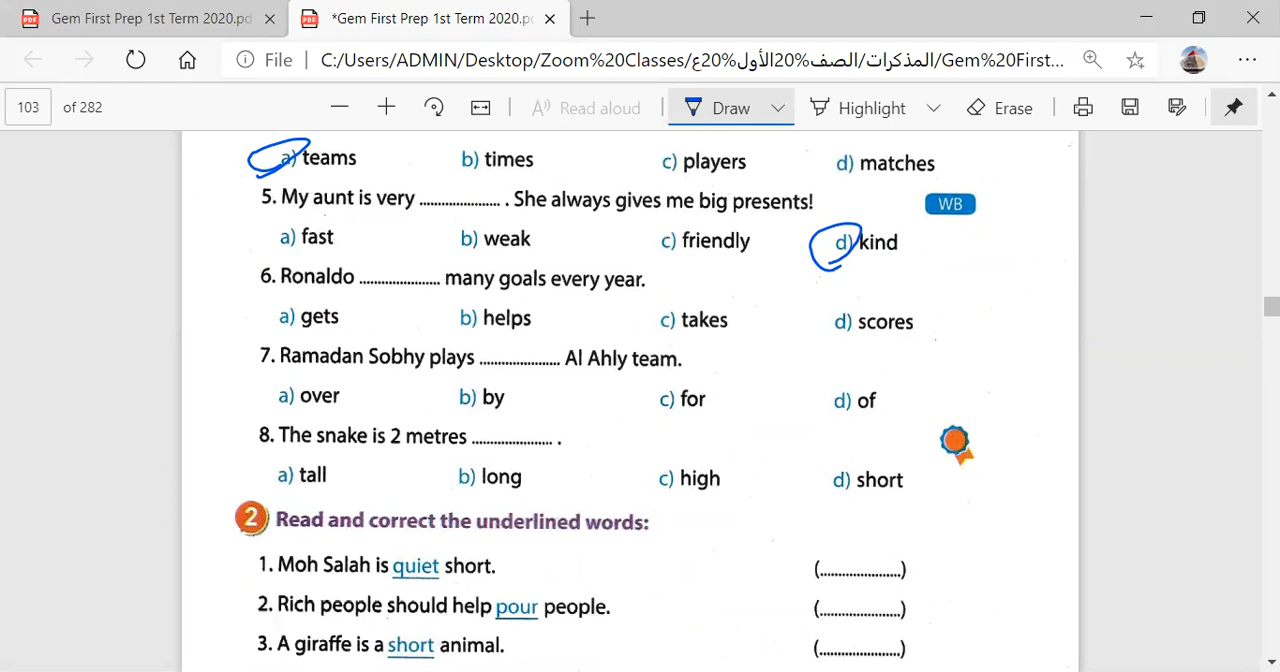 Gem First Prep 1st Term 2020.pd
*Gem First Prep 1st Term 2020.p
File
C:/Users/ADMIN/Desktop/Zoom%20Classes/المذكرات/الصف%20الأول%20ع/Gem%20First...
103 of 282
Read aloud
Draw
Highlight
Erase
a) teams b) times c) players d) matches
5. My aunt is very .................... . She always gives me big presents!
WB
a) fast b) weak c) friendly d) kind
6. Ronaldo .................... many goals every year.
a) gets b) helps c) takes d) scores
7. Ramadan Sobhy plays .................... Al Ahly team.
a) over b) by c) for d) of
8. The snake is 2 metres .................... .
a) tall b) long c) high d) short
2 Read and correct the underlined words:
1. Moh Salah is quiet short. (....................)
2. Rich people should help pour people. (....................)
3. A giraffe is a short animal. (....................)